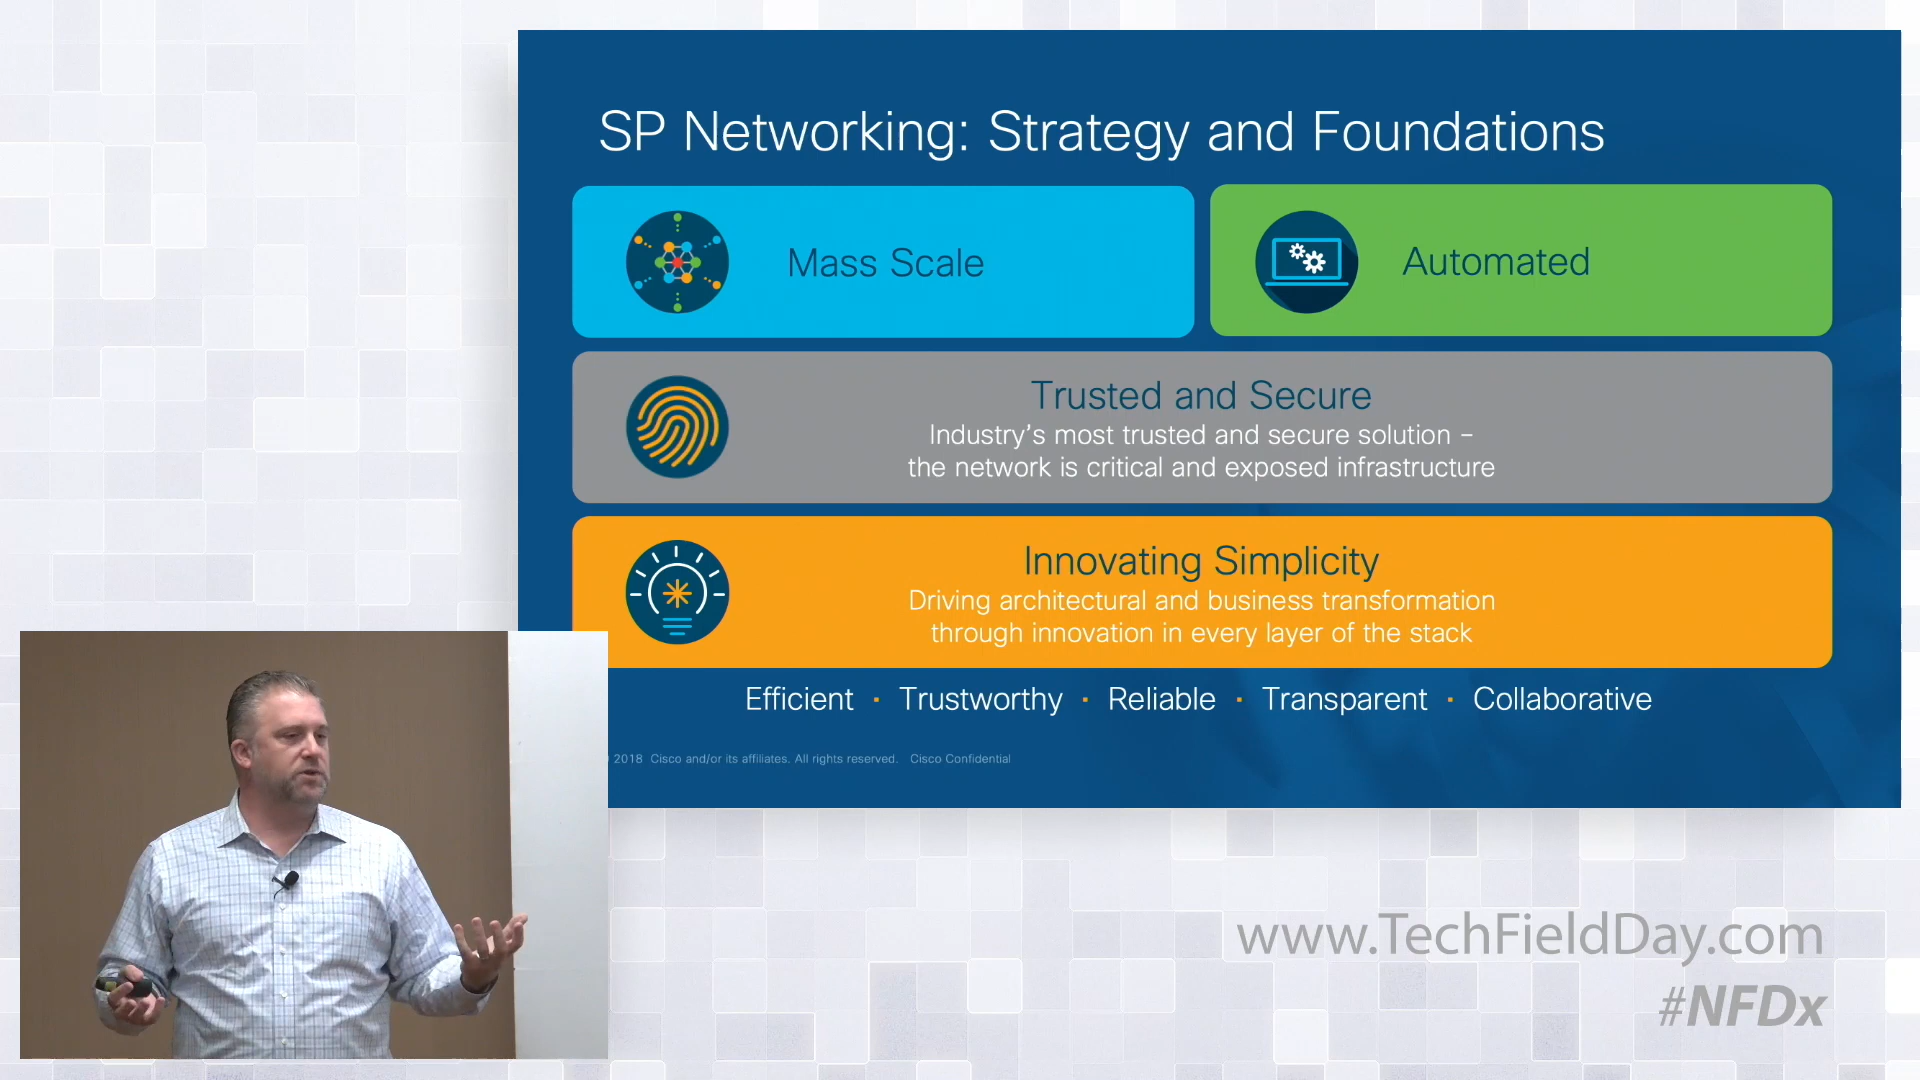 SP Networking: Strategy and Foundations
Mass Scale
Automated
Trusted and Secure
Industry's most trusted and secure solution –
the network is critical and exposed infrastructure
Innovating Simplicity
Driving architectural and business transformation
through innovation in every layer of the stack
Efficient · Trustworthy · Reliable · Transparent · Collaborative
2018 Cisco and/or its affiliates. All rights reserved. Cisco Confidential
www.TechFieldDay.com
#NFDx